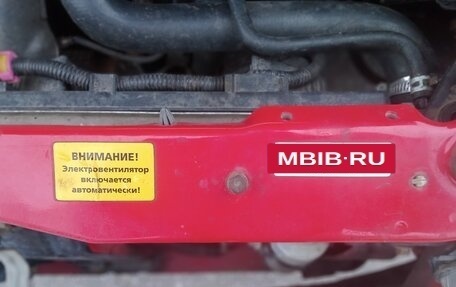 ВНИМАНИЕ!
Электровентилятор
включается
автоматически!
MBIB·RU